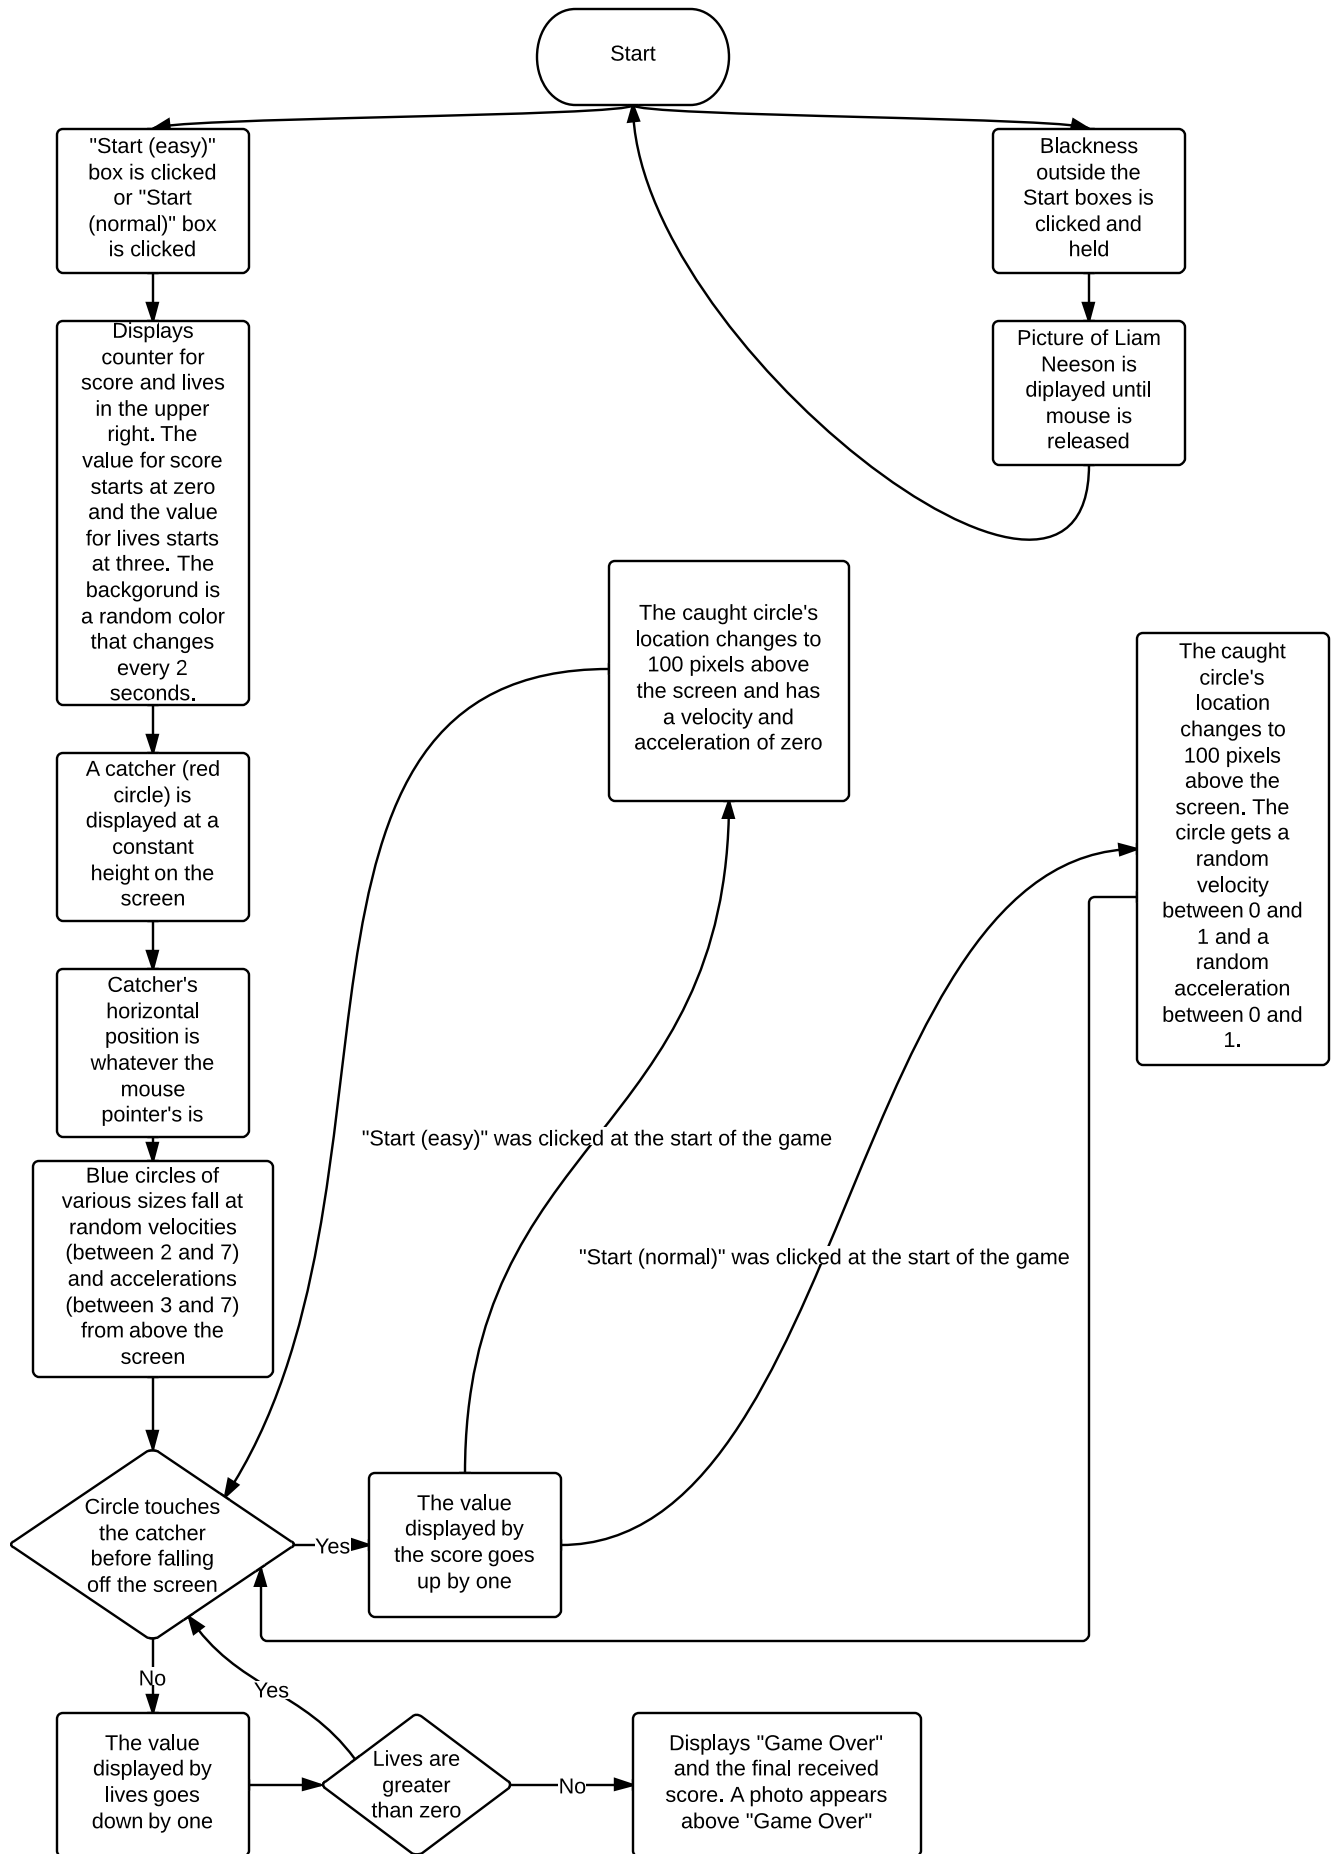 Start
"Start (easy)"
box is clicked
or "Start
(normal)" box
is clicked
Blackness
outside the
Start boxes is
clicked and
held
Displays
counter for
score and lives
in the upper
right. The
value for score
starts at zero
and the value
for lives starts
at three. The
backgorund is
a random color
that changes
every 2
seconds.
Picture of Liam
Neeson is
diplayed until
mouse is
released
The caught circle's
location changes to
100 pixels above
the screen and has
a velocity and
acceleration of zero
The caught
circle's
location
changes to
100 pixels
above the
screen. The
circle gets a
random
velocity
between 0 and
1 and a
random
acceleration
between 0 and
1.
A catcher (red
circle) is
displayed at a
constant
height on the
screen
Catcher's
horizontal
position is
whatever the
mouse
pointer's is
"Start (easy)" was clicked at the start of the game
Blue circles of
various sizes fall at
random velocities
(between 2 and 7)
and accelerations
(between 3 and 7)
from above the
screen
"Start (normal)" was clicked at the start of the game
Circle touches
the catcher
before falling
off the screen
Yes
The value
displayed by
the score goes
up by one
No
Yes
The value
displayed by
lives goes
down by one
Lives are
greater
than zero
No
Displays "Game Over"
and the final received
score. A photo appears
above "Game Over"